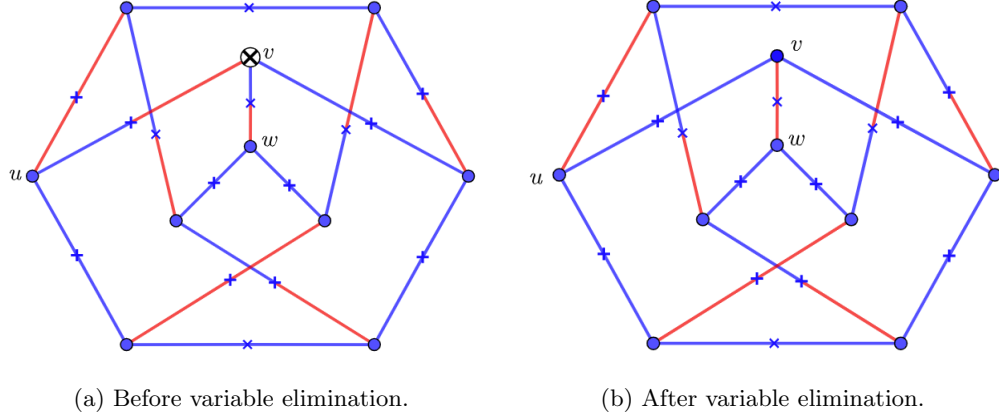 v
w
u
(a) Before variable elimination.
v
w
u
(b) After variable elimination.